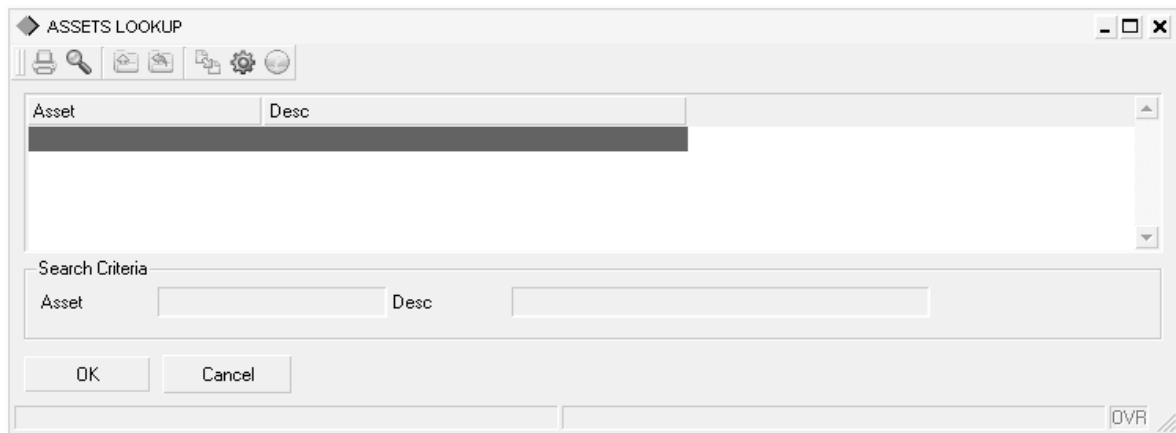 ASSETS LOOKUP
Asset Desc
Search Criteria
Asset Desc
OK Cancel
OVR